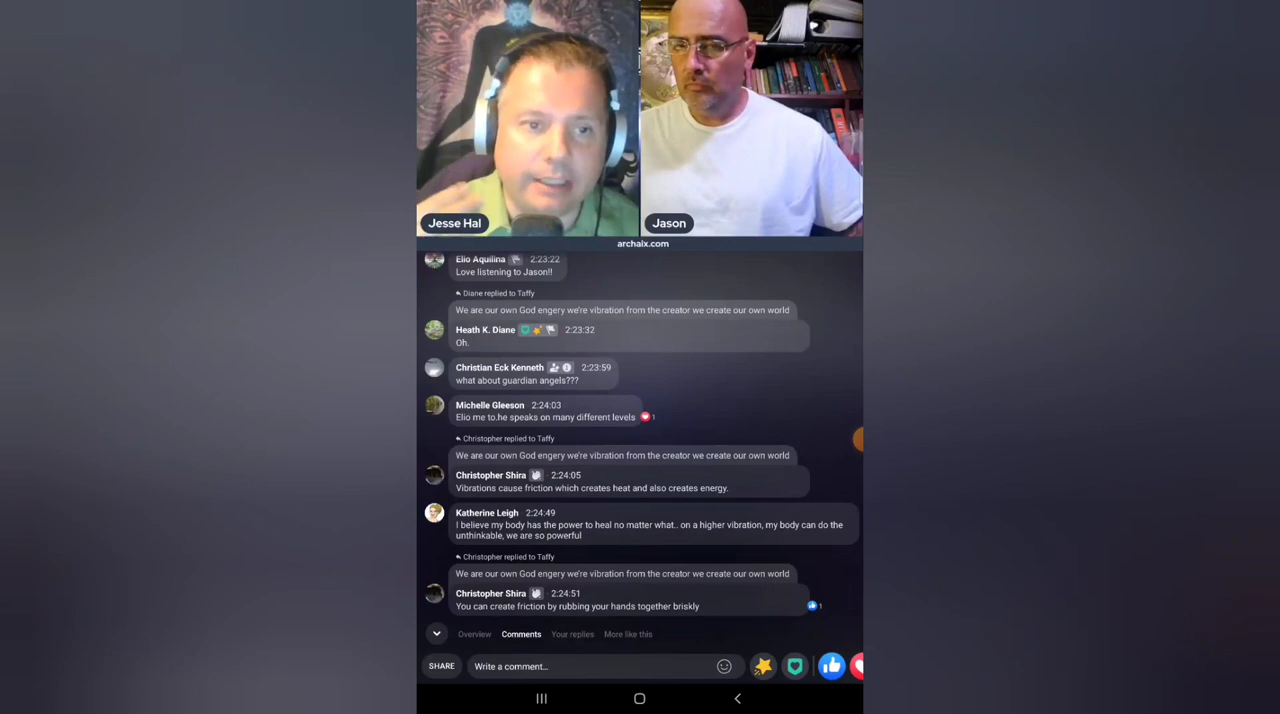 Jesse Hal
Jason
archaix.com
Elio Aquilina 2:23:22
Love listening to Jason!!
Diane replied to Taffy
We are our own God engery we're vibration from the creator we create our own world
Heath K. Diane 2:23:32
Oh.
Christian Eck Kenneth 2:23:59
what about guardian angels???
Michelle Gleeson · 2:24:03
Elio me to.he speaks on many different levels 1
Christopher replied to Taffy
We are our own God engery we're vibration from the creator we create our own world
Christopher Shira · 2:24:05
Vibrations cause friction which creates heat and also creates energy.
Katherine Leigh · 2:24:49
I believe my body has the power to heal no matter what.. on a higher vibration, my body can do the
unthinkable, we are so powerful
Christopher replied to Taffy
We are our own God engery we're vibration from the creator we create our own world
Christopher Shira · 2:24:51
You can create friction by rubbing your hands together briskly 1
Overview Comments Your replies More like this
SHARE Write a comment...